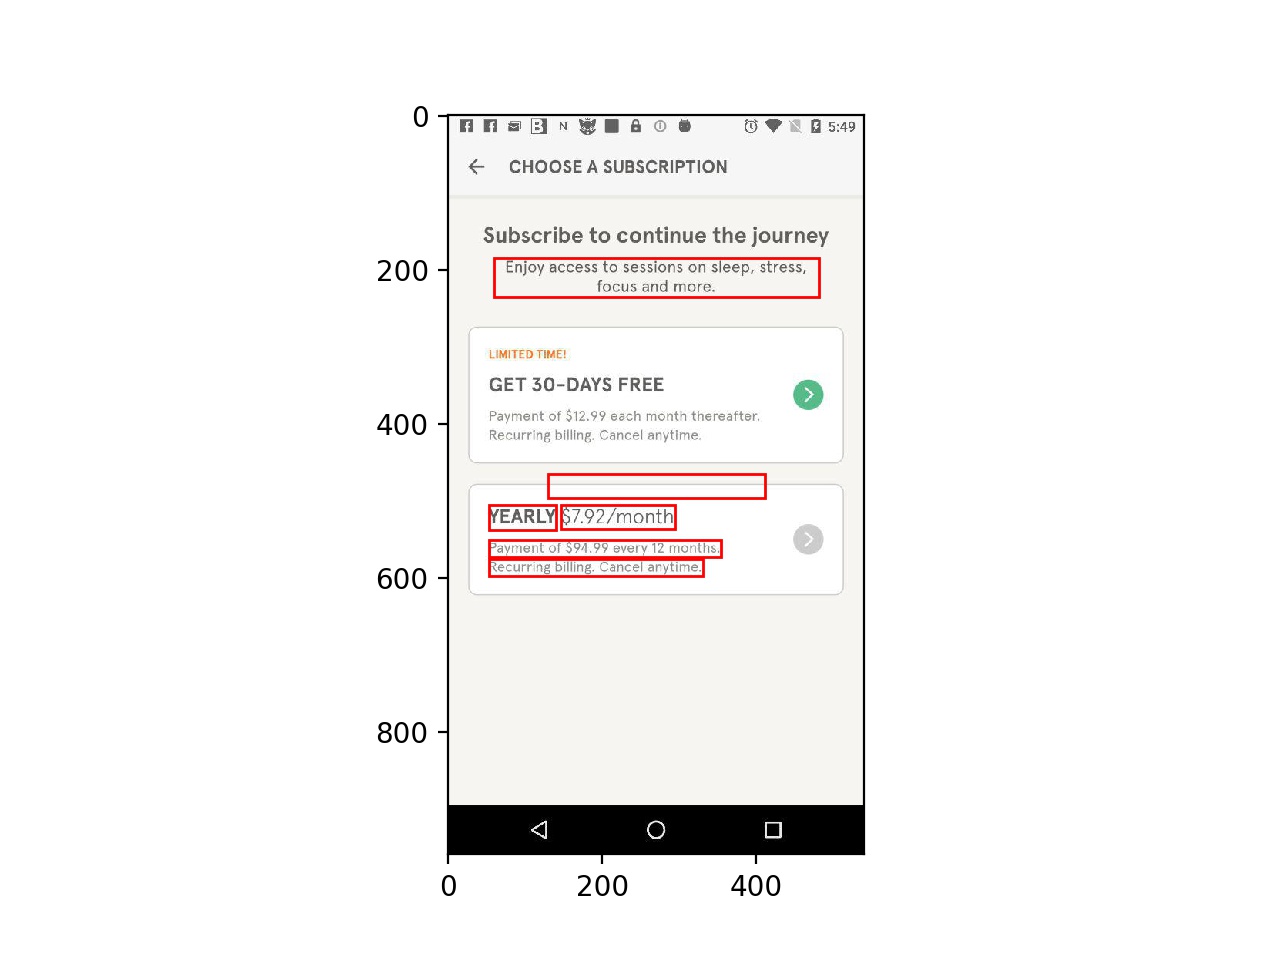 5:49
CHOOSE A SUBSCRIPTION
Subscribe to continue the journey
Enjoy access to sessions on sleep, stress,
focus and more.
LIMITED TIME!
GET 30-DAYS FREE
Payment of $12.99 each month thereafter.
Recurring billing. Cancel anytime.
YEARLY $7.92/month
Payment of $94.99 every 12 months.
Recurring billing. Cancel anytime.
0
200
400
600
800
0 200 400